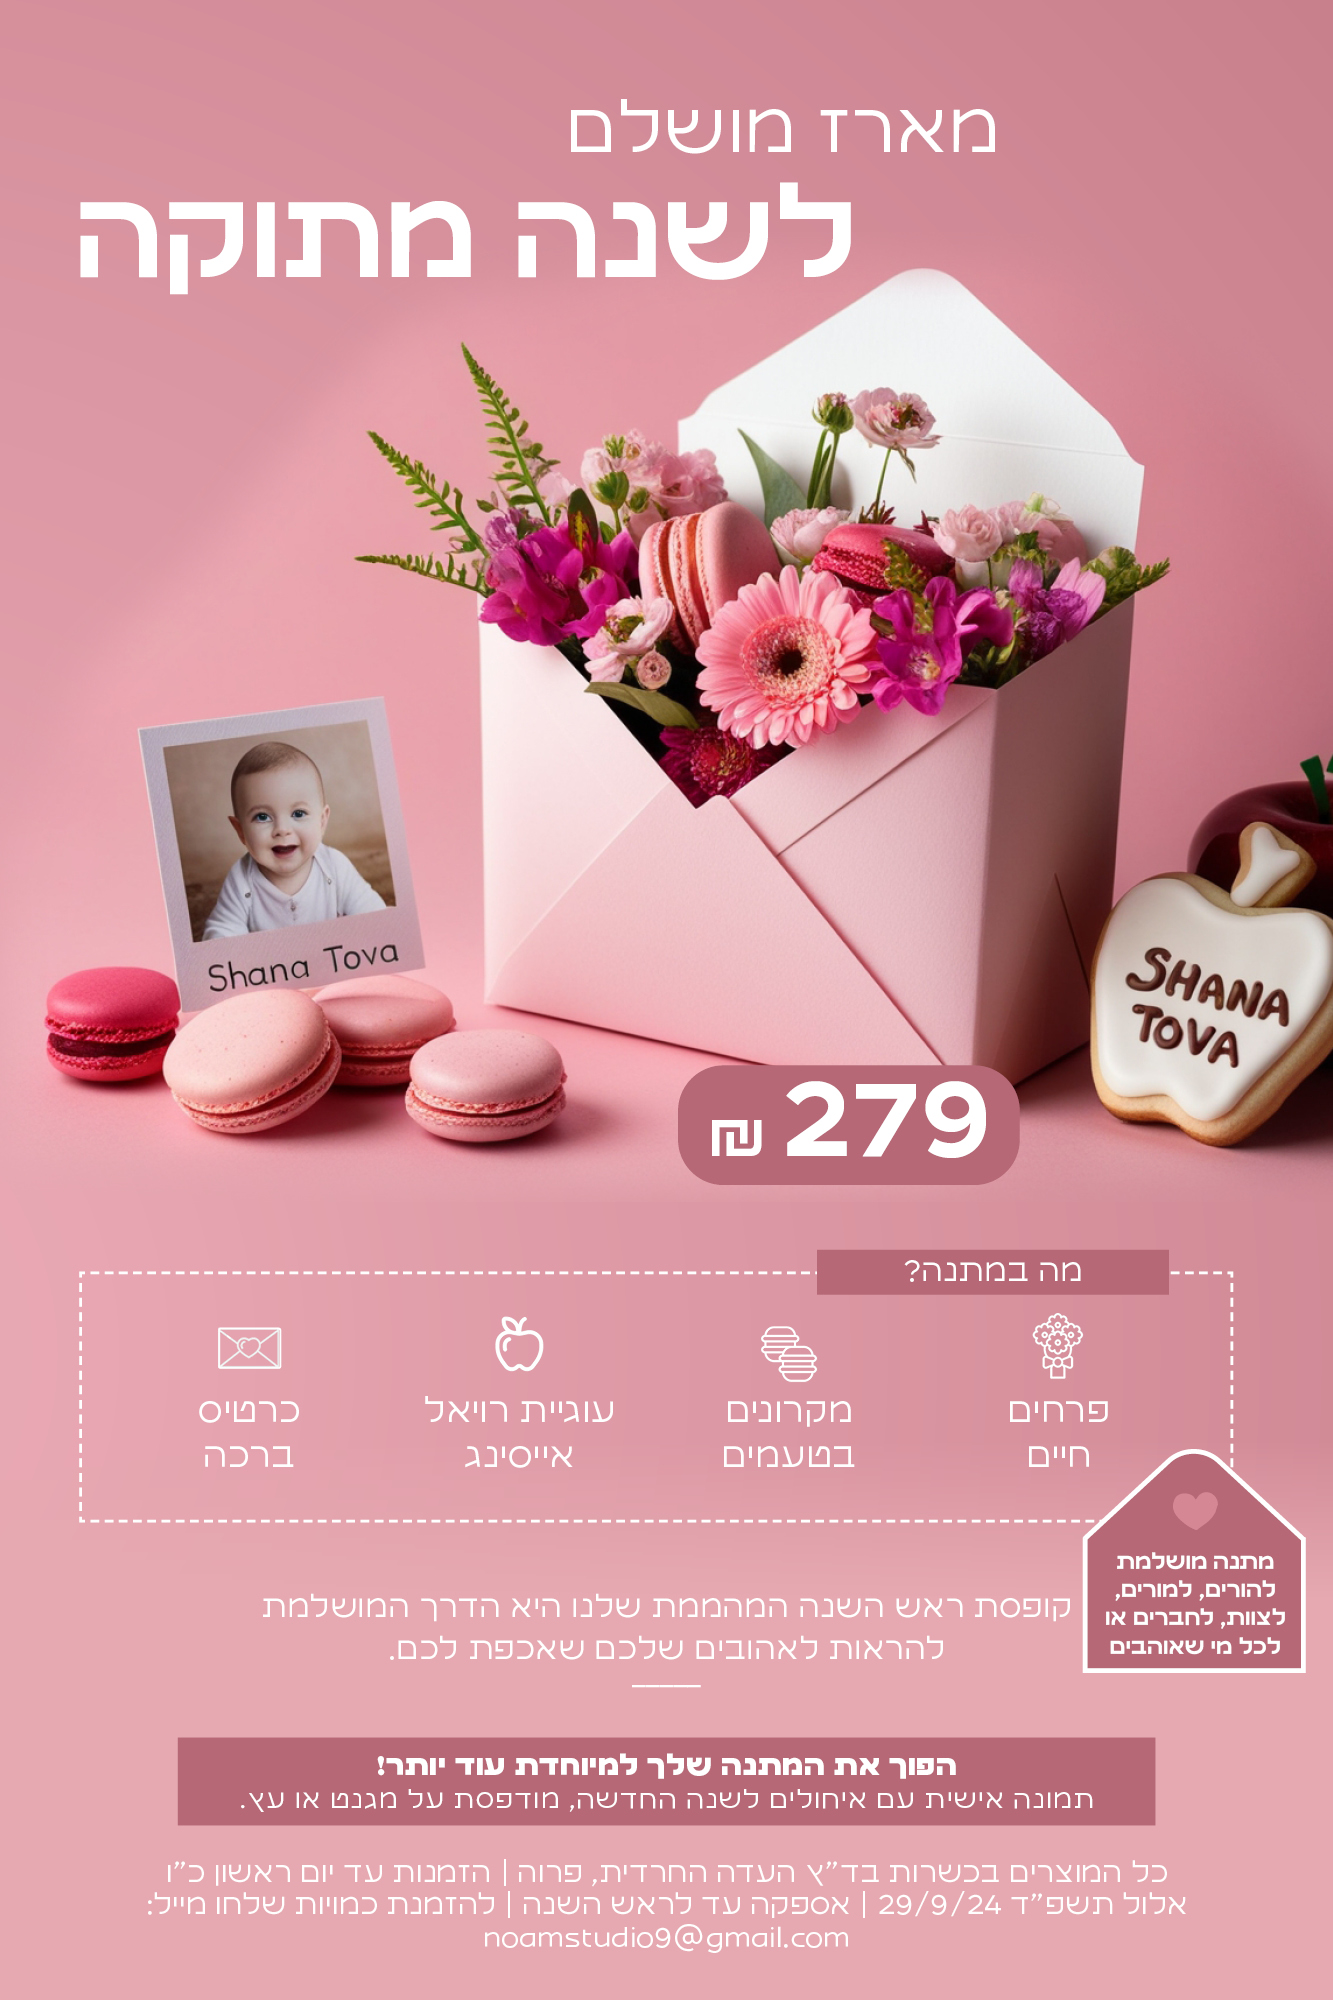 מארז מושלם
לשנה מתוקה
Shana Tova
SHANA
TOVA
279 ₪
מה במתנה?
פרחים
חיים
מקרונים
בטעמים
עוגיית רויאל
אייסינג
כרטיס
ברכה
מתנה מושלמת
להורים, למורים,
לצוות, לחברים או
לכל מי שאוהבים
קופסת ראש השנה המהממת שלנו היא הדרך המושלמת
להראות לאהובים שלכם שאכפת לכם.
הפוך את המתנה שלך למיוחדת עוד יותר!
תמונה אישית עם איחולים לשנה החדשה, מודפסת על מגנט או עץ.
כל המוצרים בכשרות בד"ץ העדה החרדית, פרוה | הזמנות עד יום ראשון כ"ו
אלול תשפ"ד 29/9/24 | אספקה עד לראש השנה | להזמנת כמויות שלחו מייל:
noamstudio9@gmail.com